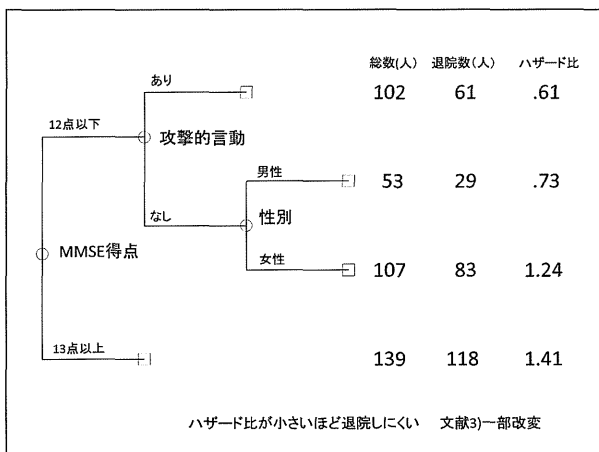 総数(人) 退院数(人) ハザード比
あり
102 61 .61
12点以下
攻撃的言動
男性
53 29 .73
なし
性別
MMSE得点
女性
107 83 1.24
13点以上
139 118 1.41
ハザード比が小さいほど退院しにくい 文献3)一部改変